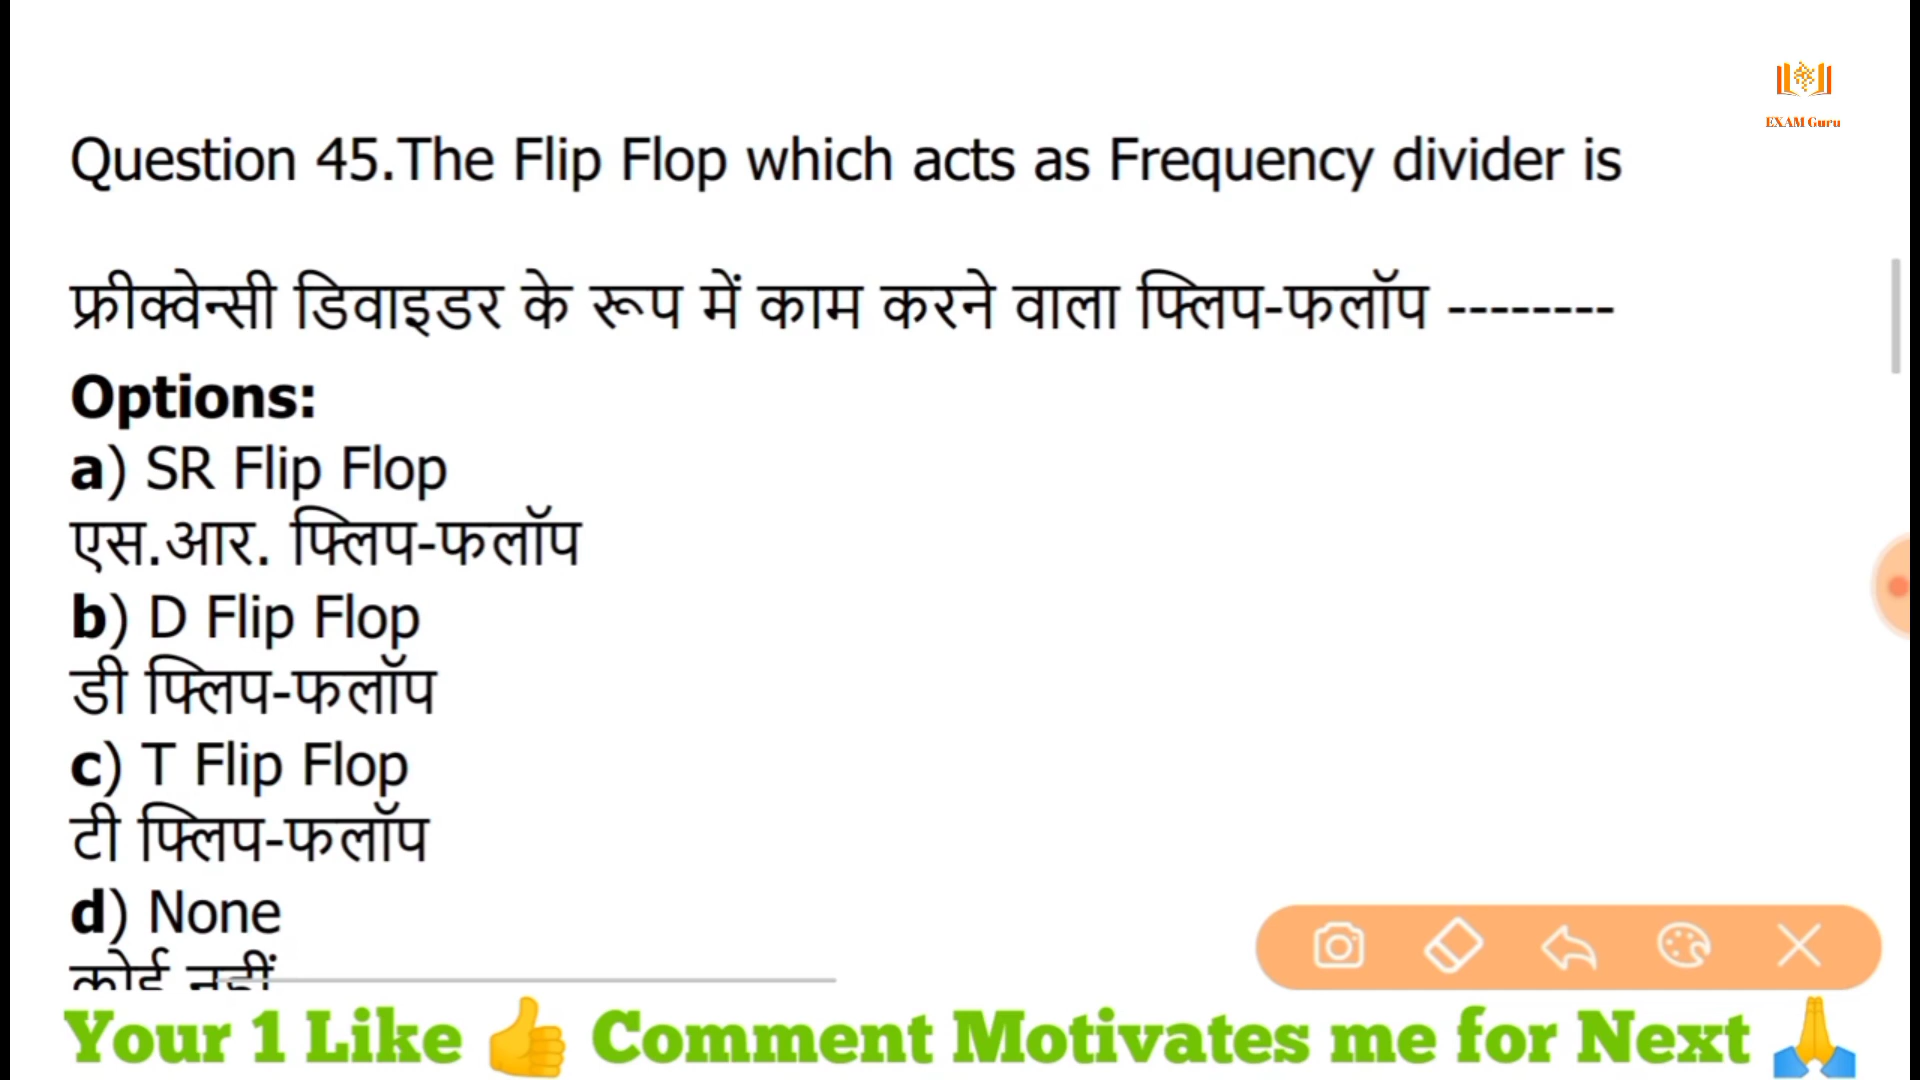 EXAM Guru
Question 45.The Flip Flop which acts as Frequency divider is
फ्रीक्वेन्सी डिवाइडर के रूप में काम करने वाला फ्लिप-फलॉप --------
Options:
a) SR Flip Flop
एस.आर. फ्लिप-फलॉप
b) D Flip Flop
डी फ्लिप-फलॉप
c) T Flip Flop
टी फ्लिप-फलॉप
d) None
कोई नहीं
Your 1 Like 👍 Comment Motivates me for Next 🙏